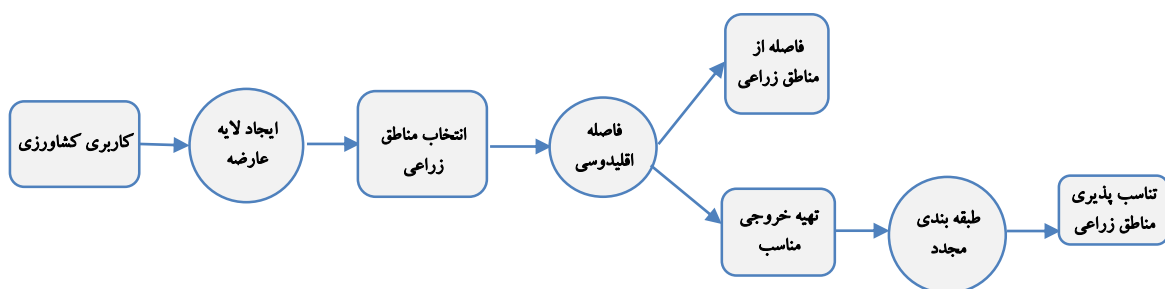 کاربری کشاورزی
ایجاد لایه
عارضه
انتخاب مناطق
زراعی
فاصله
اقلیدوسی
فاصله از
مناطق زراعی
تهیه خروجی
مناسب
طبقه بندی
مجدد
تناسب پذیری
مناطق زراعی